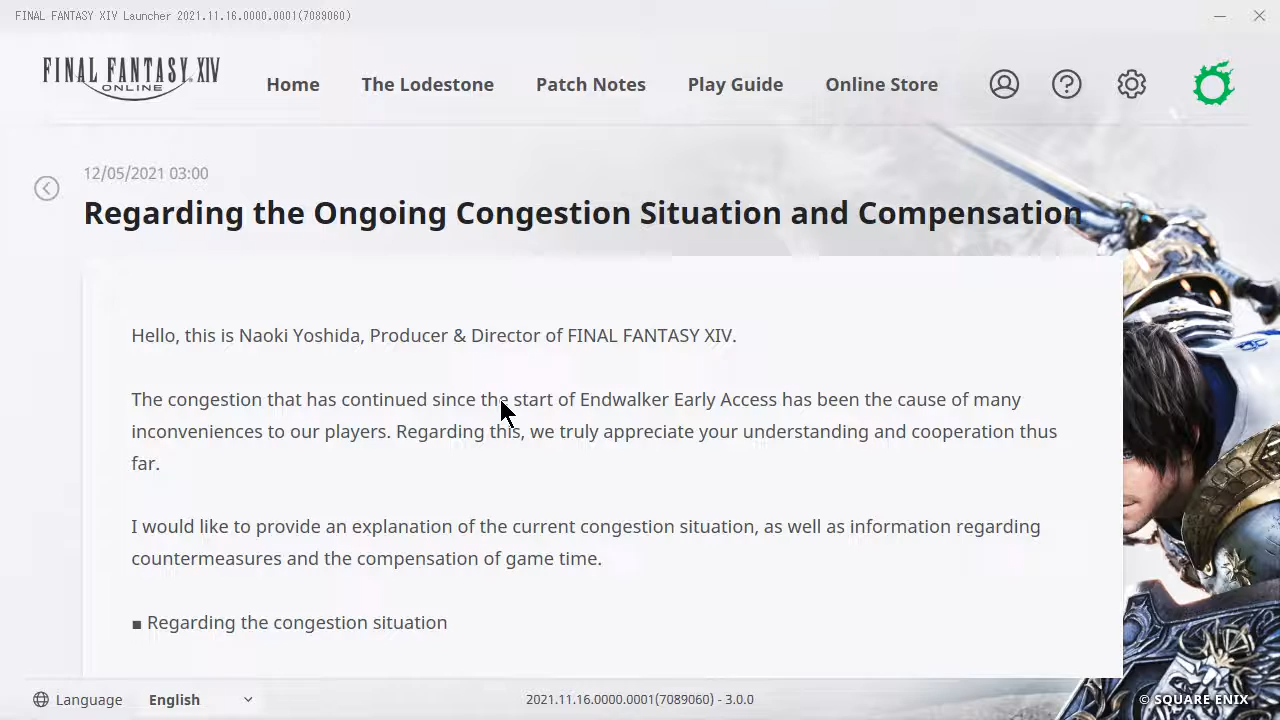 FINAL FANTASY XIV Launcher 2021.11.16.0000.0001(7089060)
FINAL FANTASY XIV
ONLINE
Home
The Lodestone
Patch Notes
Play Guide
Online Store
12/05/2021 03:00
Regarding the Ongoing Congestion Situation and Compensation
Hello, this is Naoki Yoshida, Producer & Director of FINAL FANTASY XIV.
The congestion that has continued since the start of Endwalker Early Access has been the cause of many
inconveniences to our players. Regarding this, we truly appreciate your understanding and cooperation thus
far.
I would like to provide an explanation of the current congestion situation, as well as information regarding
countermeasures and the compensation of game time.
■ Regarding the congestion situation
Language
English
2021.11.16.0000.0001(7089060) - 3.0.0
© SQUARE ENIX